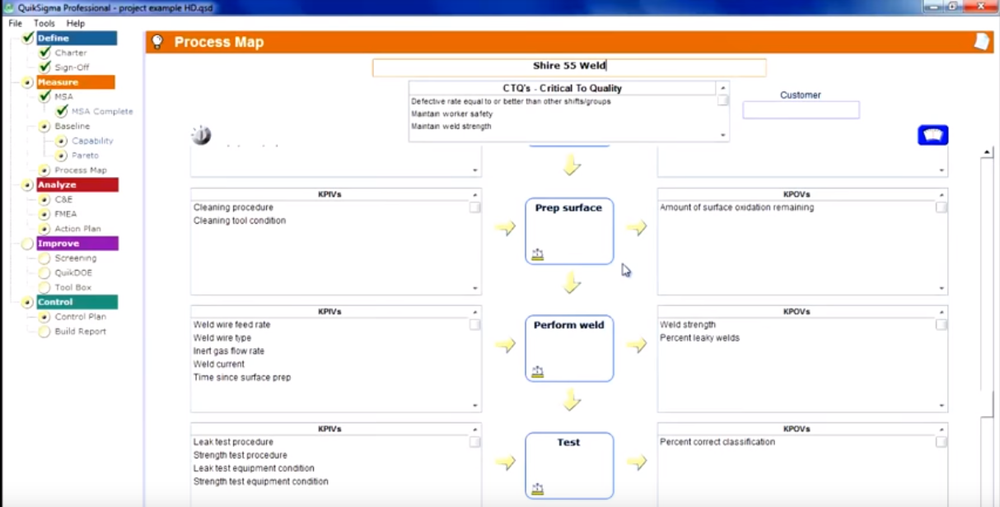 QuikSigma Professional - project example HD.qsd
File Tools Help
Define
Charter
Sign-Off
Measure
MSA
MSA Complete
Baseline
Capability
Pareto
Process Map
Analyze
C&E
FMEA
Action Plan
Improve
Screening
QuikDOE
Tool Box
Control
Control Plan
Build Report
Process Map
Shire 55 Weld
CTQ's - Critical To Quality
Defective rate equal to or better than other shifts/groups
Maintain worker safety
Maintain weld strength
Customer
KPIVs
Cleaning procedure
Cleaning tool condition
Prep surface
KPOVs
Amount of surface oxidation remaining
KPIVs
Weld wire feed rate
Weld wire type
Inert gas flow rate
Weld current
Time since surface prep
Perform weld
KPOVs
Weld strength
Percent leaky welds
KPIVs
Leak test procedure
Strength test procedure
Leak test equipment condition
Strength test equipment condition
Test
KPOVs
Percent correct classification